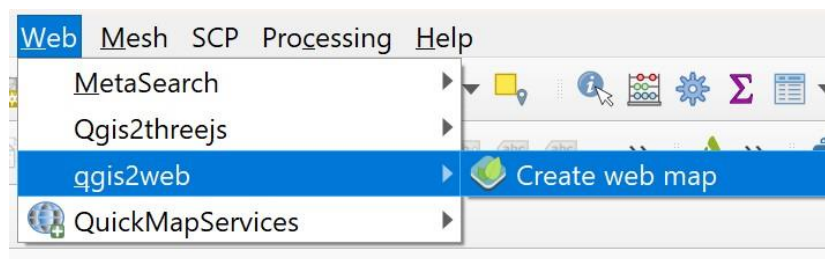 Web Mesh SCP Processing Help
MetaSearch
Qgis2threejs
qgis2web
Create web map
QuickMapServices